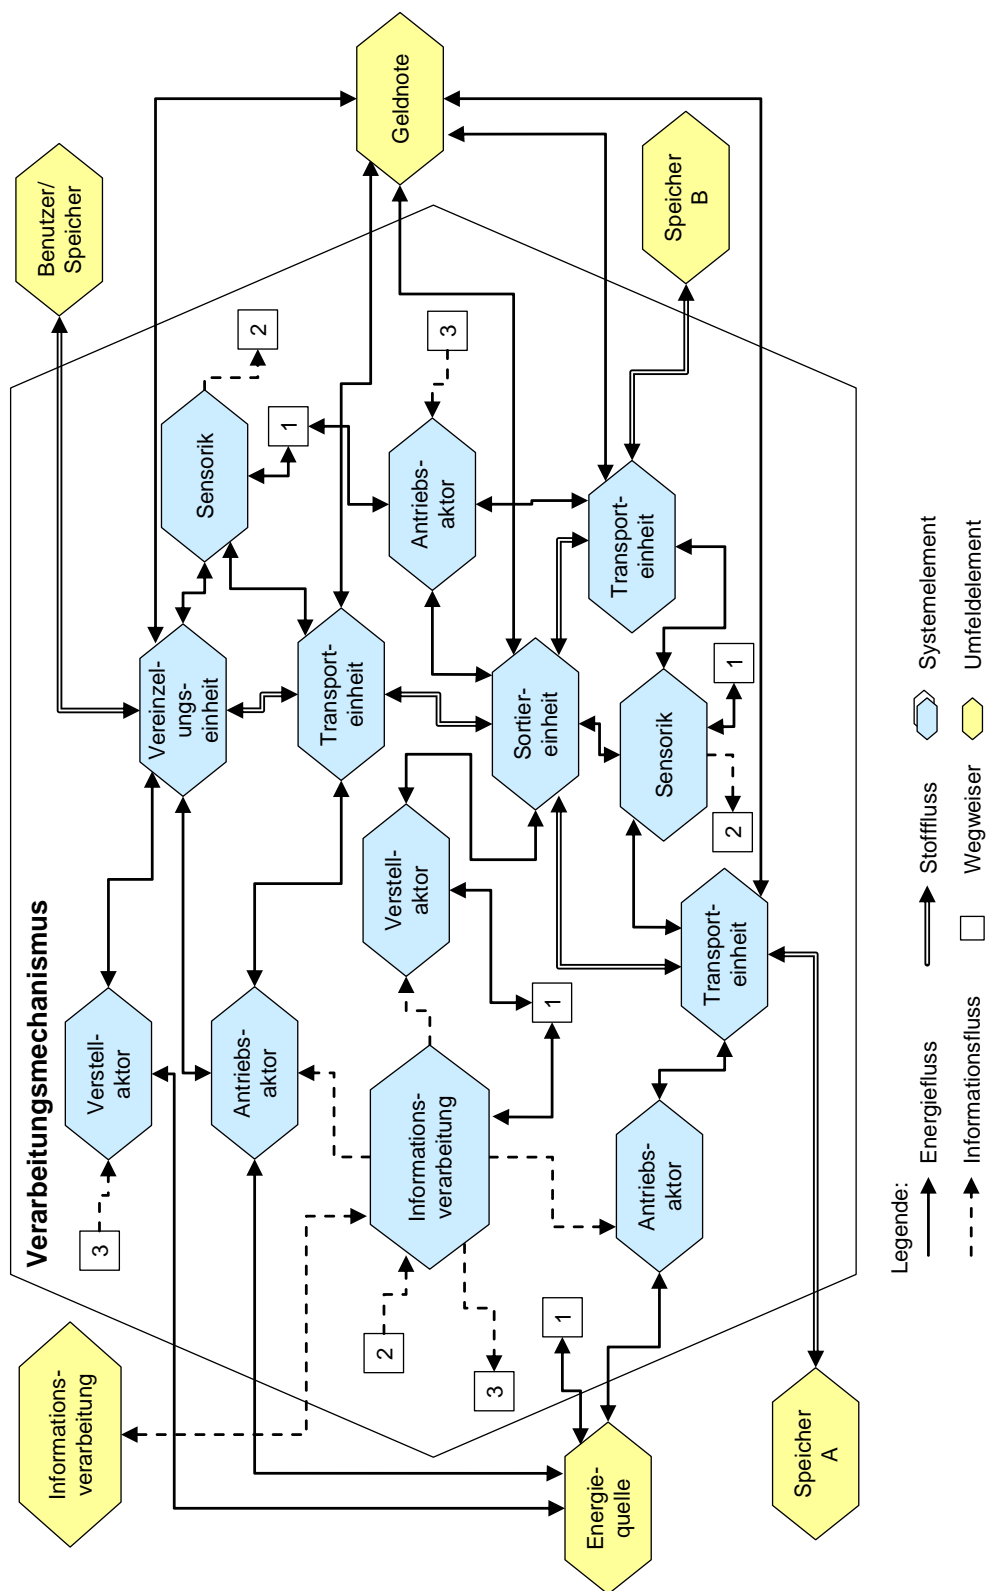 Verarbeitungsmechanismus
Informations-
verarbeitung
3
Verstell-
aktor
Vereinzel-
ungs-
einheit
Benutzer/
Speicher
Sensorik
2
1
Antriebs-
aktor
Transport-
einheit
Geldnote
2
Informations-
verarbeitung
3
1
Verstell-
aktor
Sortier-
einheit
Antriebs-
aktor
3
Energie-
quelle
1
Antriebs-
aktor
Sensorik
2
1
Transport-
einheit
Transport-
einheit
Speicher
B
Speicher
A
Legende:
Energiefluss
Stofffluss
Systemelement
Informationsfluss
Wegweiser
Umfeldelement